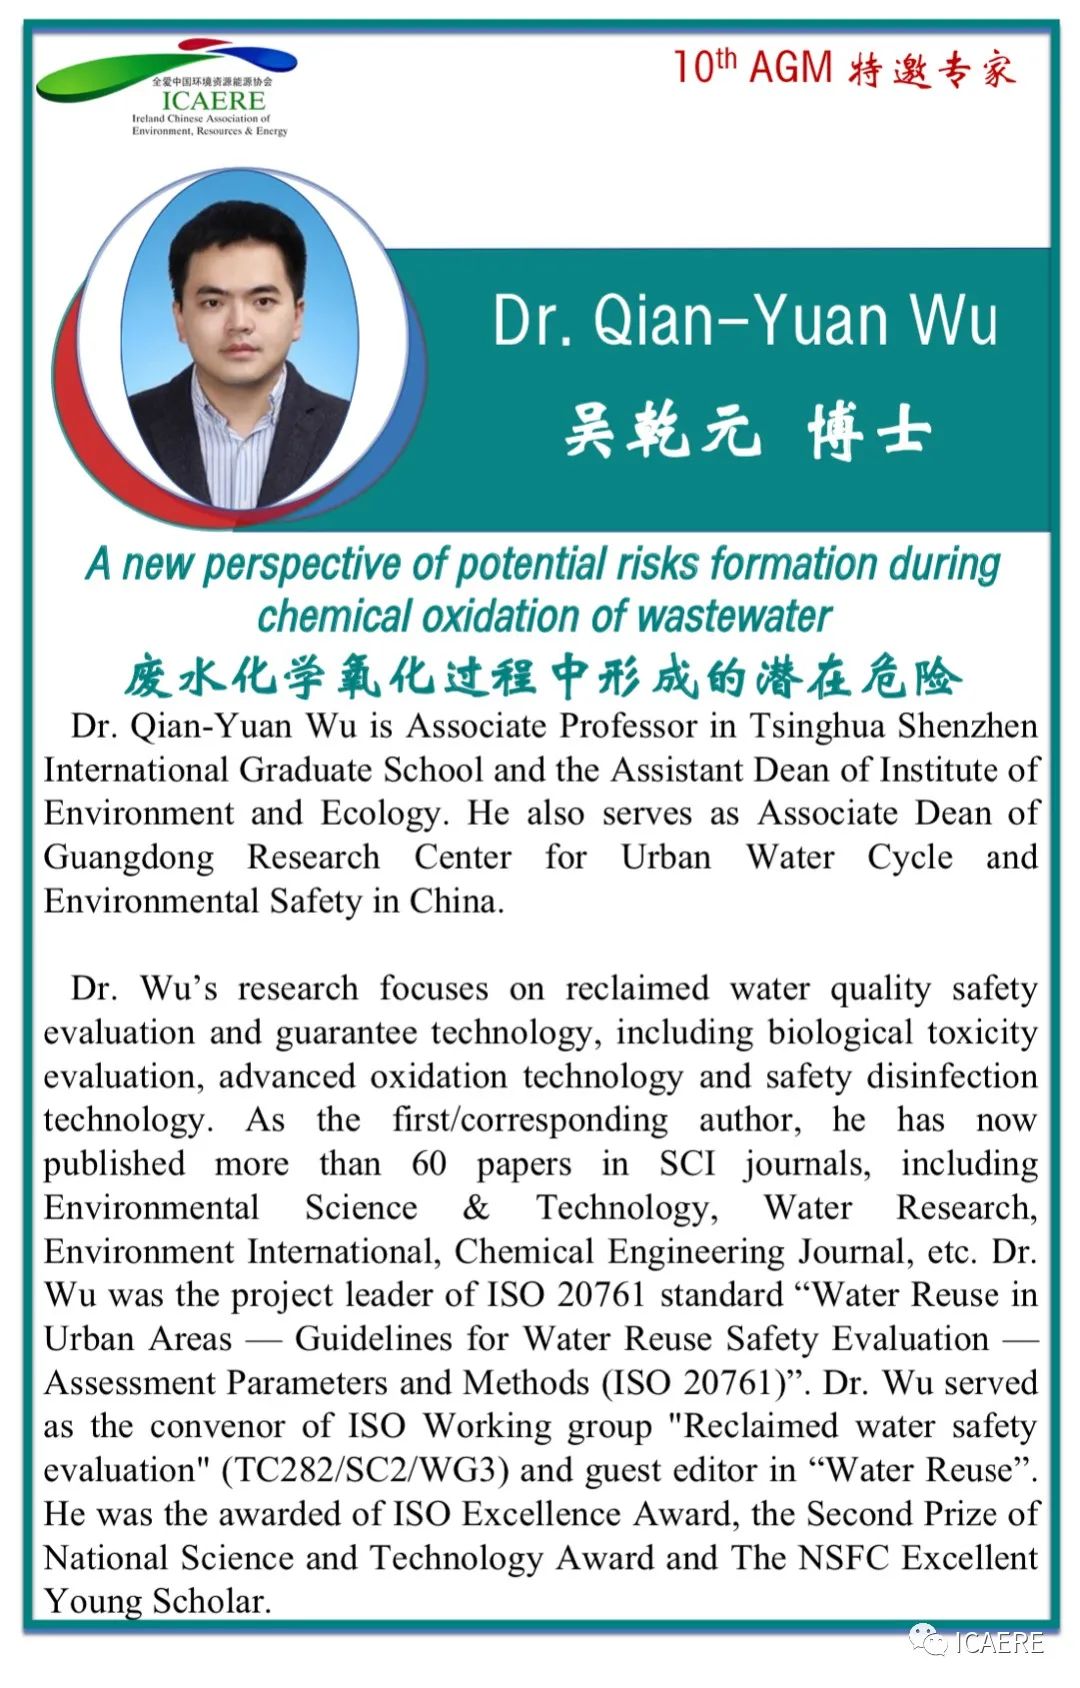 全爱中国环境资源能源协会
ICAERE
Ireland Chinese Association of
Environment, Resources & Energy
10th AGM 特邀专家
Dr. Qian-Yuan Wu
吴乾元 博士
A new perspective of potential risks formation during
chemical oxidation of wastewater
废水化学氧化过程中形成的潜在危险
Dr. Qian-Yuan Wu is Associate Professor in Tsinghua Shenzhen
International Graduate School and the Assistant Dean of Institute of
Environment and Ecology. He also serves as Associate Dean of
Guangdong Research Center for Urban Water Cycle and
Environmental Safety in China.
Dr. Wu’s research focuses on reclaimed water quality safety
evaluation and guarantee technology, including biological toxicity
evaluation, advanced oxidation technology and safety disinfection
technology. As the first/corresponding author, he has now
published more than 60 papers in SCI journals, including
Environmental Science & Technology, Water Research,
Environment International, Chemical Engineering Journal, etc. Dr.
Wu was the project leader of ISO 20761 standard “Water Reuse in
Urban Areas — Guidelines for Water Reuse Safety Evaluation —
Assessment Parameters and Methods (ISO 20761)”. Dr. Wu served
as the convenor of ISO Working group "Reclaimed water safety
evaluation" (TC282/SC2/WG3) and guest editor in “Water Reuse”.
He was the awarded of ISO Excellence Award, the Second Prize of
National Science and Technology Award and The NSFC Excellent
Young Scholar.
ICAERE